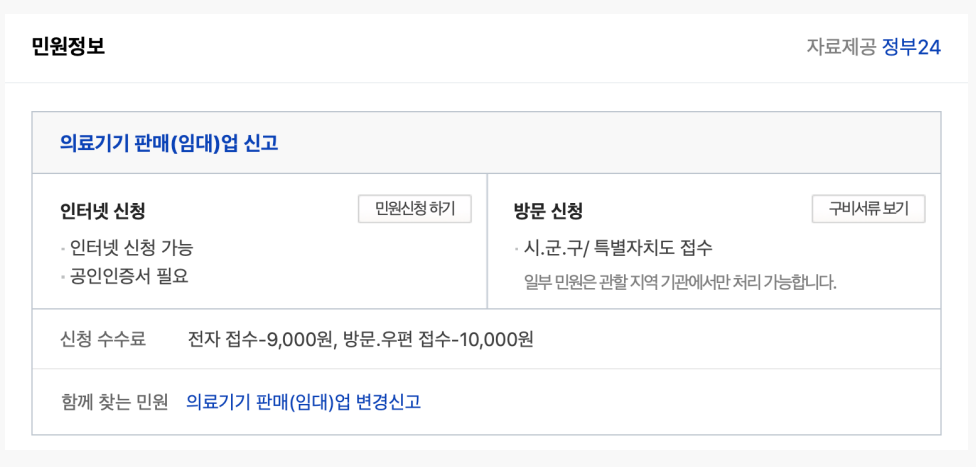 민원정보
자료제공 정부24
의료기기 판매(임대)업 신고
인터넷 신청
민원신청 하기
· 인터넷 신청 가능
· 공인인증서 필요
방문 신청
구비서류 보기
· 시.군.구/ 특별자치도 접수
일부 민원은 관할 지역 기관에서만 처리 가능합니다.
신청 수수료 전자 접수-9,000원, 방문.우편 접수-10,000원
함께 찾는 민원 의료기기 판매(임대)업 변경신고